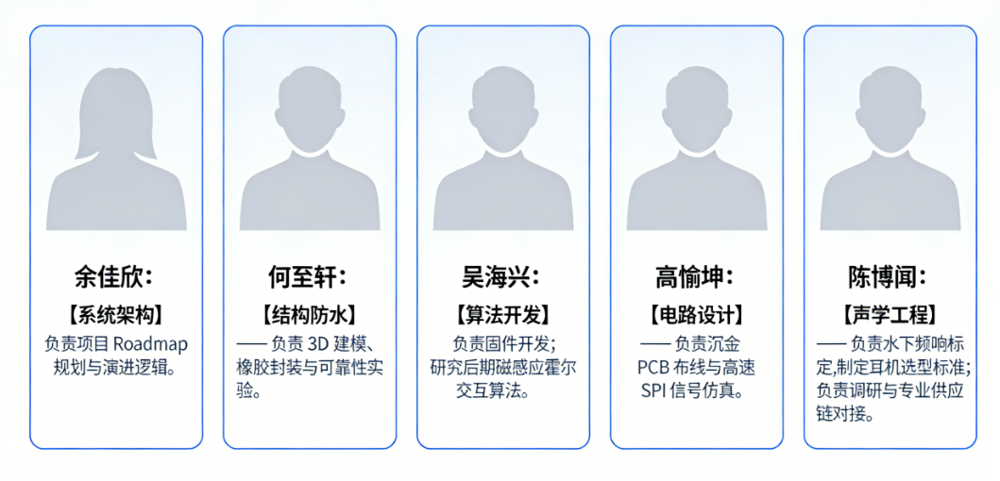 余佳欣：
【系统架构】
负责项目 Roadmap
规划与演进逻辑。
何至轩：
【结构防水】
—— 负责 3D 建模、
橡胶封装与可靠性实
验。
吴海兴：
【算法开发】
负责固件开发；
研究后期磁感应霍尔
交互算法。
高愉坤：
【电路设计】
—— 负责沉金
PCB 布线与高速
SPI 信号仿真。
陈博闻：
【声学工程】
—— 负责水下频响标
定,制定耳机选型标准；
负责调研与专业供应
链对接。